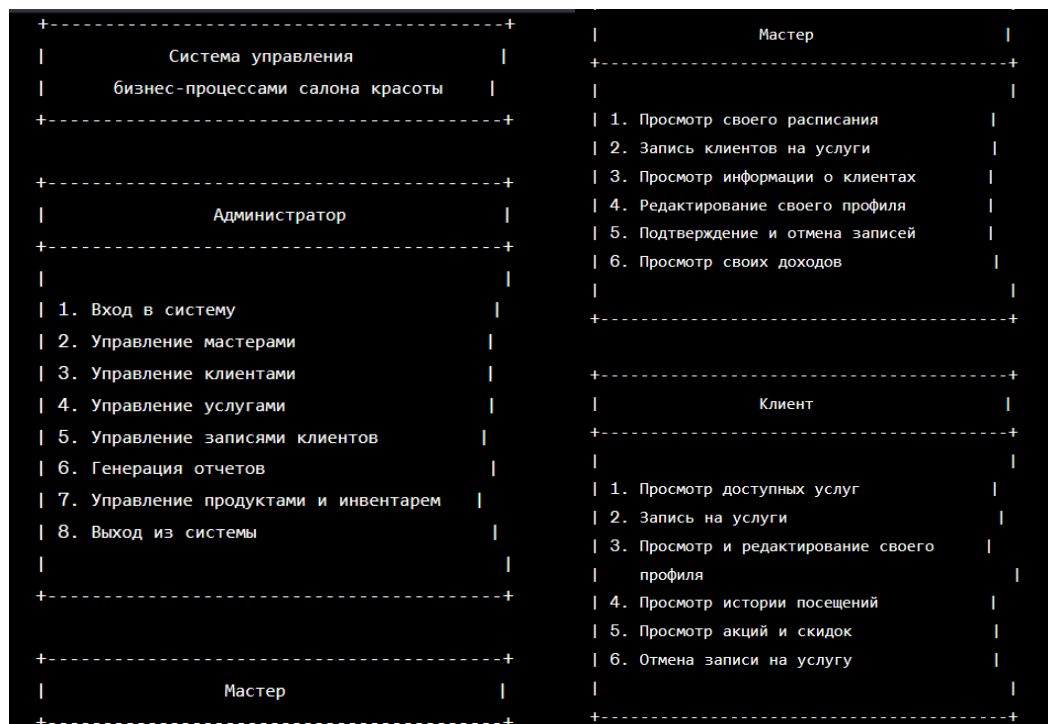 Система управления
бизнес-процессами салона красоты
Администратор
1. Вход в систему
2. Управление мастерами
3. Управление клиентами
4. Управление услугами
5. Управление записями клиентов
6. Генерация отчетов
7. Управление продуктами и инвентарем
8. Выход из системы
Мастер
Мастер
1. Просмотр своего расписания
2. Запись клиентов на услуги
3. Просмотр информации о клиентах
4. Редактирование своего профиля
5. Подтверждение и отмена записей
6. Просмотр своих доходов
Клиент
1. Просмотр доступных услуг
2. Запись на услуги
3. Просмотр и редактирование своего
профиля
4. Просмотр истории посещений
5. Просмотр акций и скидок
6. Отмена записи на услугу